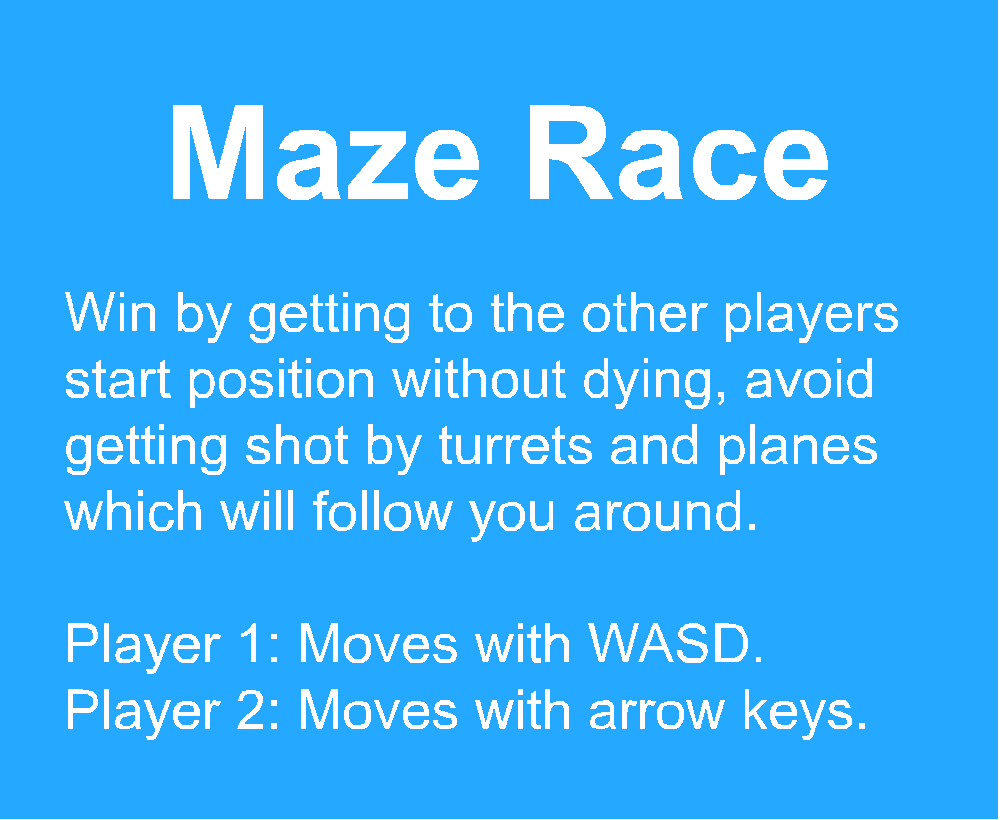 Maze Race
Win by getting to the other players
start position without dying, avoid
getting shot by turrets and planes
which will follow you around.
Player 1: Moves with WASD.
Player 2: Moves with arrow keys.